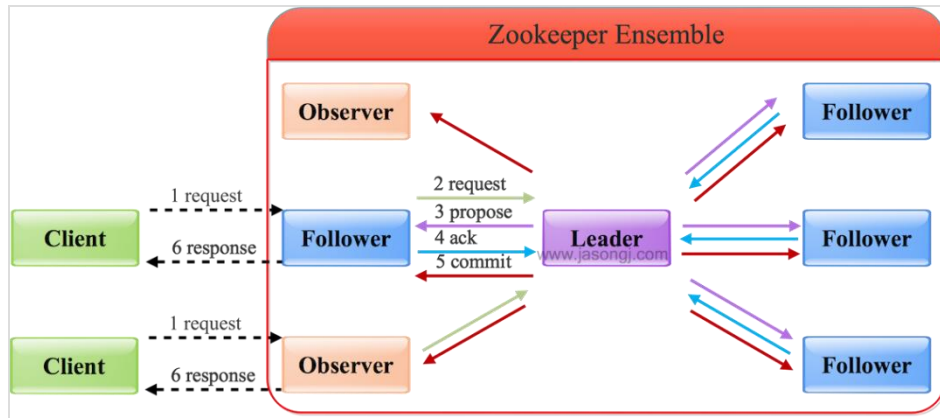 Zookeeper Ensemble
Observer
Follower
1 request
2 request
3 propose
Client
Follower
Leader
Follower
6 response
4 ack
www.jasongj.com
5 commit
1 request
Client
Observer
Follower
6 response